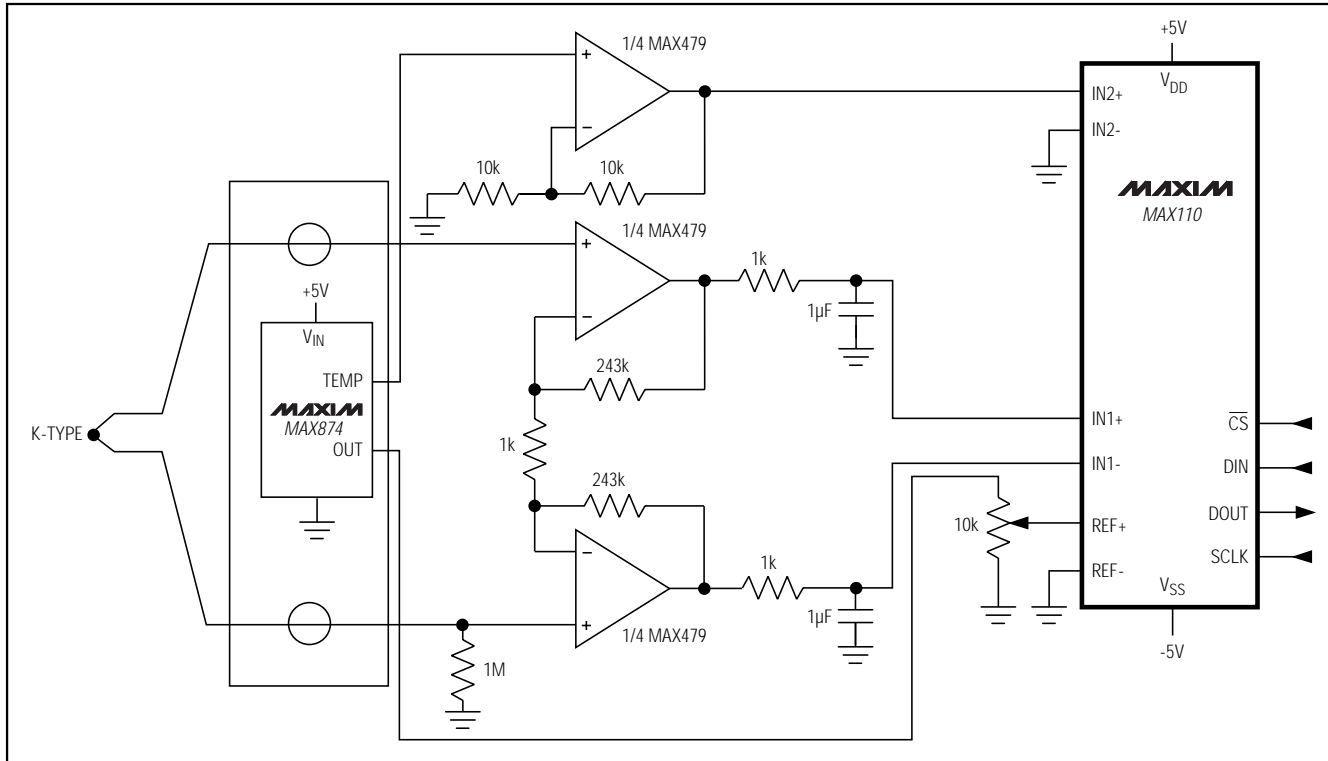 1/4 MAX479
+
−
10k
10k
+5V
VDD
IN2+
IN2-
MAXIM
MAX110
1/4 MAX479
+
−
1k
1µF
243k
+5V
VIN
TEMP
MAXIM
MAX874
OUT
K-TYPE
1k
243k
IN1+
IN1-
CS
DIN
DOUT
SCLK
10k
REF+
REF-
VSS
-5V
−
+
1k
1µF
1/4 MAX479
1M